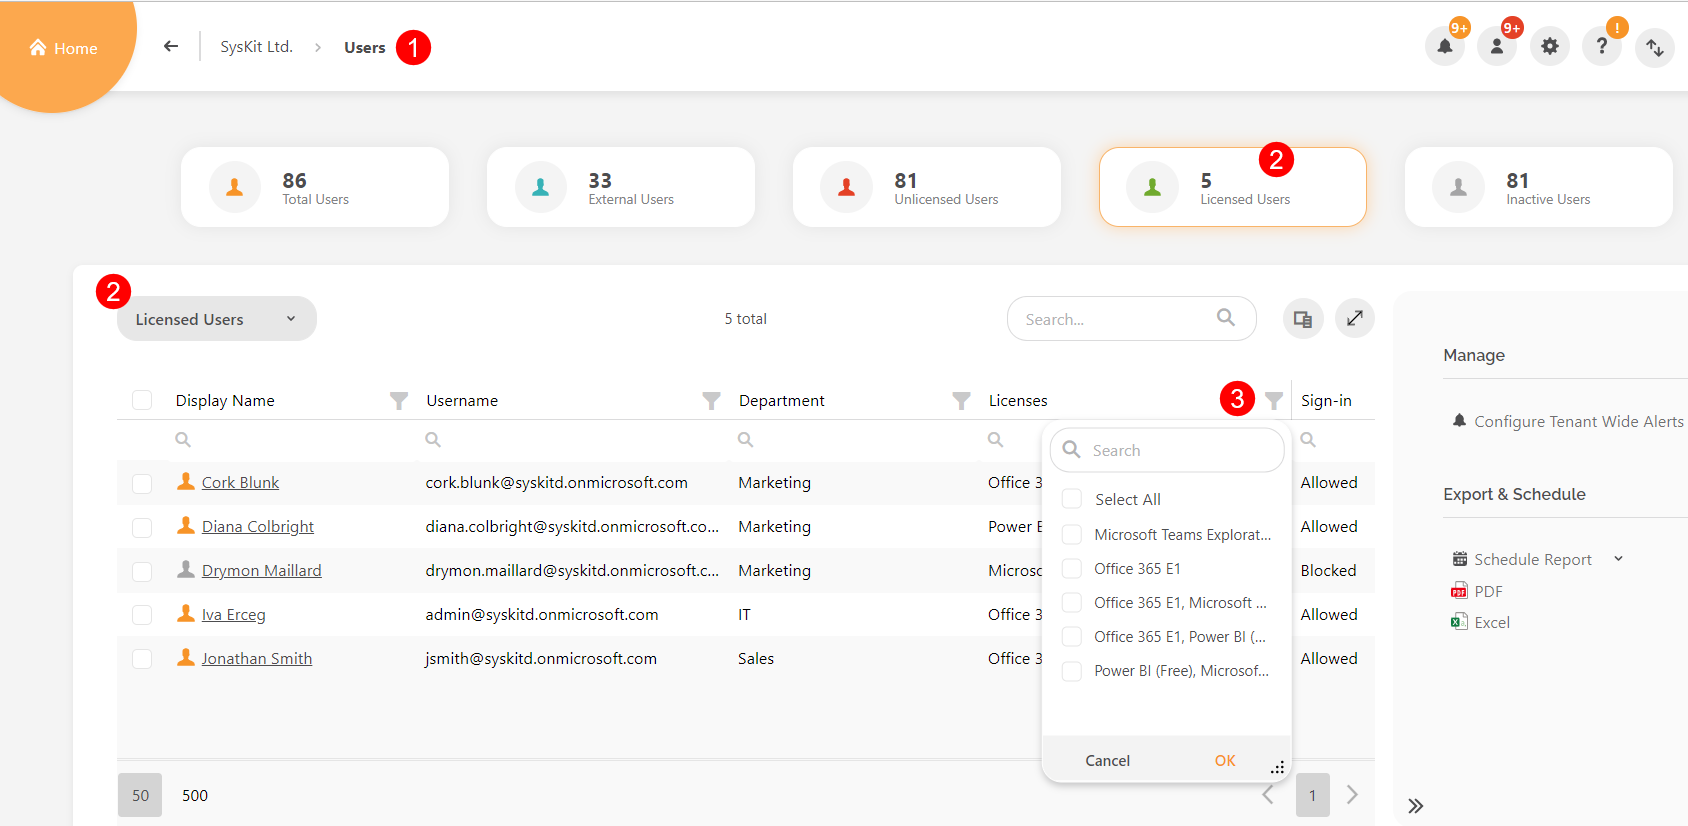 Home
SysKit Ltd. > Users 1
9+ 9+ ? !
86
Total Users
33
External Users
81
Unlicensed Users
2
5
Licensed Users
81
Inactive Users
2
Licensed Users
5 total
Search...
Display Name Username Department Licenses 3 Sign-in
Cork Blunk cork.blunk@syskitd.onmicrosoft.com Marketing Office 3 Allowed
Diana Colbright diana.colbright@syskitd.onmicrosoft.co... Marketing Power B Allowed
Drymon Maillard drymon.maillard@syskitd.onmicrosoft.c... Marketing Microsc Blocked
Iva Erceg admin@syskitd.onmicrosoft.com IT Office 3 Allowed
Jonathan Smith jsmith@syskitd.onmicrosoft.com Sales Office 3 Allowed
Search
Select All
Microsoft Teams Explorat...
Office 365 E1
Office 365 E1, Microsoft ...
Office 365 E1, Power BI (...
Power BI (Free), Microsof...
Cancel OK
50 500
1
Manage
Configure Tenant Wide Alerts
Export & Schedule
Schedule Report
PDF PDF
Excel